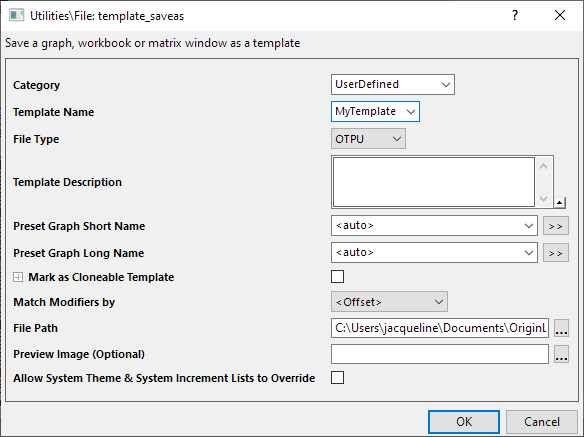 Utilities\File: template_saveas
?
Save a graph, workbook or matrix window as a template
Category UserDefined
Template Name MyTemplate
File Type OTPU
Template Description
Preset Graph Short Name <auto> >>
Preset Graph Long Name <auto> >>
Mark as Cloneable Template
Match Modifiers by <Offset>
File Path C:\Users\jacqueline\Documents\OriginL ...
Preview Image (Optional) ...
Allow System Theme & System Increment Lists to Override
OK Cancel